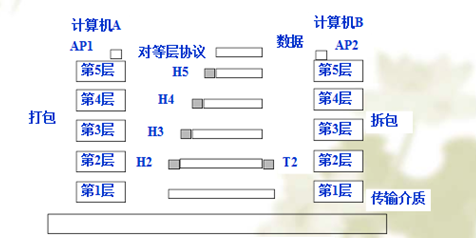 计算机A
计算机B
AP1
对等层协议
数据
AP2
第5层
H5
第5层
第4层
H4
第4层
打包
第3层
H3
第3层
拆包
第2层
H2
T2
第2层
第1层
第1层
传输介质